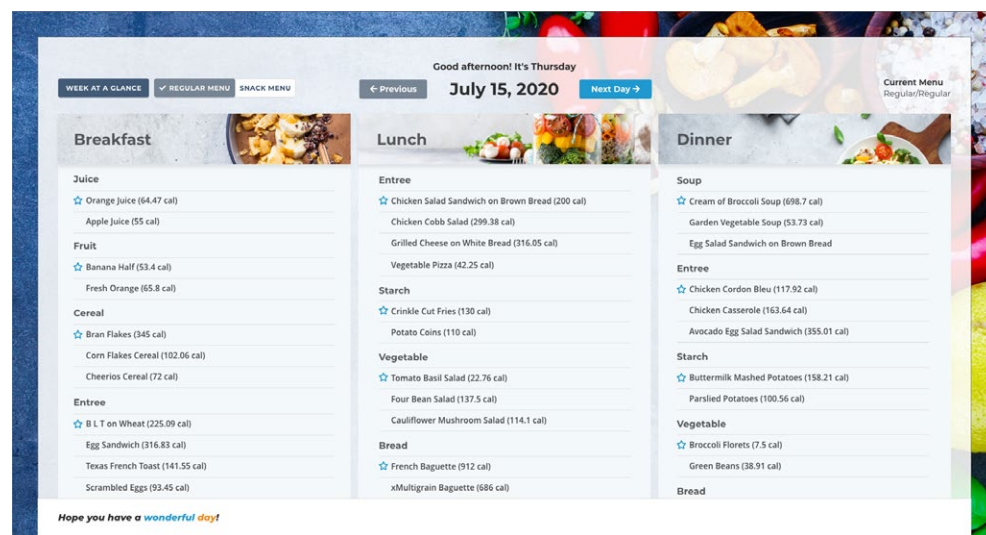 Good afternoon! It's Thursday
WEEK AT A GLANCE ✓ REGULAR MENU SNACK MENU
← Previous July 15, 2020 Next Day →
Current Menu
Regular/Regular
Breakfast
Juice
Orange Juice (64.47 cal)
Apple Juice (55 cal)
Fruit
Banana Half (53.4 cal)
Fresh Orange (65.8 cal)
Cereal
Bran Flakes (345 cal)
Corn Flakes Cereal (102.06 cal)
Cheerios Cereal (72 cal)
Entree
B L T on Wheat (225.09 cal)
Egg Sandwich (316.83 cal)
Texas French Toast (141.55 cal)
Scrambled Eggs (93.45 cal)
Lunch
Entree
Chicken Salad Sandwich on Brown Bread (200 cal)
Chicken Cobb Salad (299.38 cal)
Grilled Cheese on White Bread (316.05 cal)
Vegetable Pizza (42.25 cal)
Starch
Crinkle Cut Fries (130 cal)
Potato Coins (110 cal)
Vegetable
Tomato Basil Salad (22.76 cal)
Four Bean Salad (137.5 cal)
Cauliflower Mushroom Salad (114.1 cal)
Bread
French Baguette (912 cal)
xMultigrain Baguette (686 cal)
Dinner
Soup
Cream of Broccoli Soup (698.7 cal)
Garden Vegetable Soup (53.73 cal)
Egg Salad Sandwich on Brown Bread
Entree
Chicken Cordon Bleu (117.92 cal)
Chicken Casserole (163.64 cal)
Avocado Egg Salad Sandwich (355.01 cal)
Starch
Buttermilk Mashed Potatoes (158.21 cal)
Parslied Potatoes (100.56 cal)
Vegetable
Broccoli Florets (7.5 cal)
Green Beans (38.91 cal)
Bread
Hope you have a wonderful day!